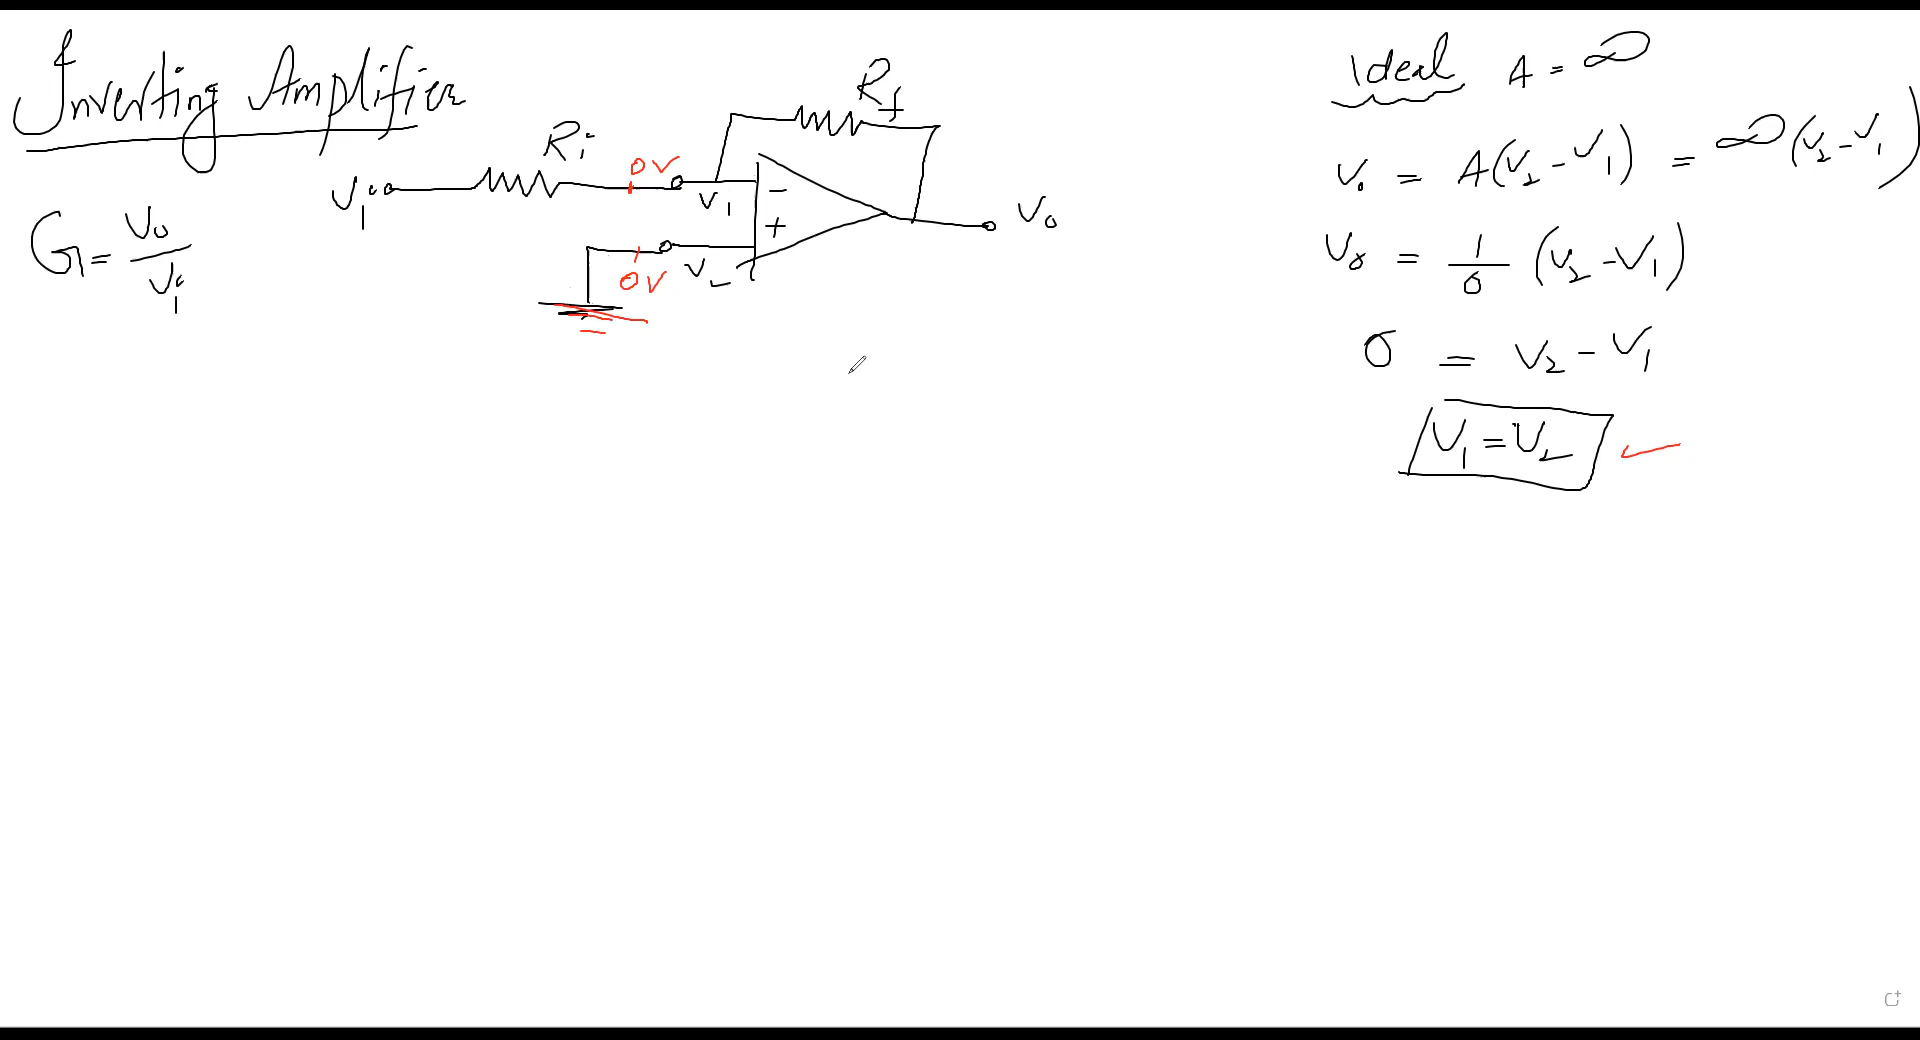 Inverting Amplifier
G = Vo / Vi
Vi
Ri
0V
V1
Rf
-
+
V2
0V
Vo
Ideal A = ∞
Vo = A(V2 - V1) = ∞(V2 - V1)
Vo = 1/0 (V2 - V1)
0 = V2 - V1
V1 = V2